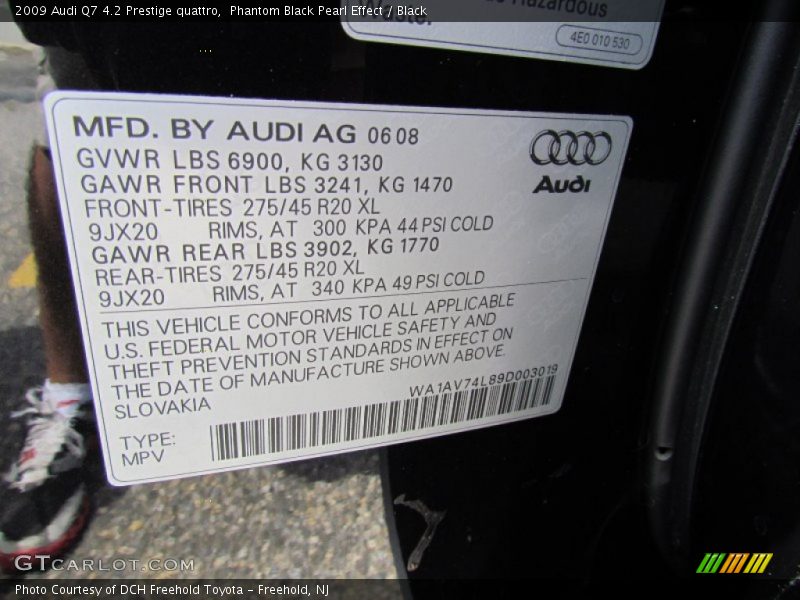 2009 Audi Q7 4.2 Prestige quattro,  Phantom Black Pearl Effect / Black
Hazardous
Waste.
4E0 010 530
MFD. BY AUDI AG 06 08
GVWR LBS 6900, KG 3130
GAWR FRONT LBS 3241, KG 1470
FRONT-TIRES 275/45 R20 XL
9JX20 RIMS, AT 300 KPA 44 PSI COLD
GAWR REAR LBS 3902, KG 1770
REAR-TIRES 275/45 R20 XL
9JX20 RIMS, AT 340 KPA 49 PSI COLD
Audi
THIS VEHICLE CONFORMS TO ALL APPLICABLE
U.S. FEDERAL MOTOR VEHICLE SAFETY AND
THEFT PREVENTION STANDARDS IN EFFECT ON
THE DATE OF MANUFACTURE SHOWN ABOVE.
SLOVAKIA
WA1AV74L89D003019
TYPE:
MPV
GTCARLOT.COM
Photo Courtesy of DCH Freehold Toyota - Freehold, NJ